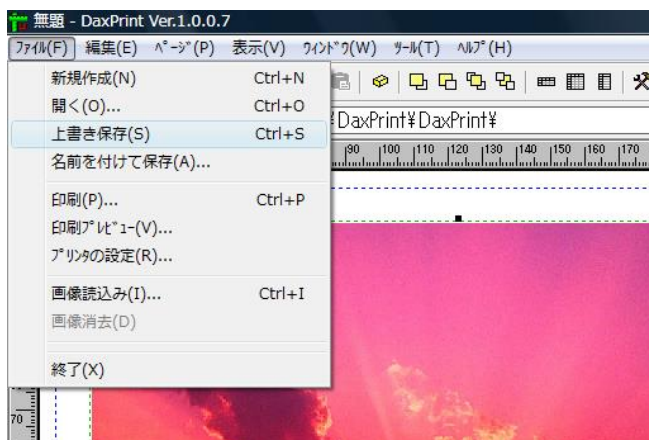 無題 - DaxPrint Ver.1.0.0.7
ﾌｧｲﾙ(F) 編集(E) ﾍﾟｰｼﾞ(P) 表示(V) ｳｨﾝﾄﾞｳ(W) ﾂｰﾙ(T) ﾍﾙﾌﾟ(H)
新規作成(N) Ctrl+N
開く(O)... Ctrl+O
¥DaxPrint¥DaxPrint¥
上書き保存(S) Ctrl+S
90 100 110 120 130 140 150 160 170
名前を付けて保存(A)...
印刷(P)... Ctrl+P
印刷ﾌﾟﾚﾋﾞｭｰ(V)...
ﾌﾟﾘﾝﾀの設定(R)...
画像読込み(I)... Ctrl+I
画像消去(D)
終了(X)
70